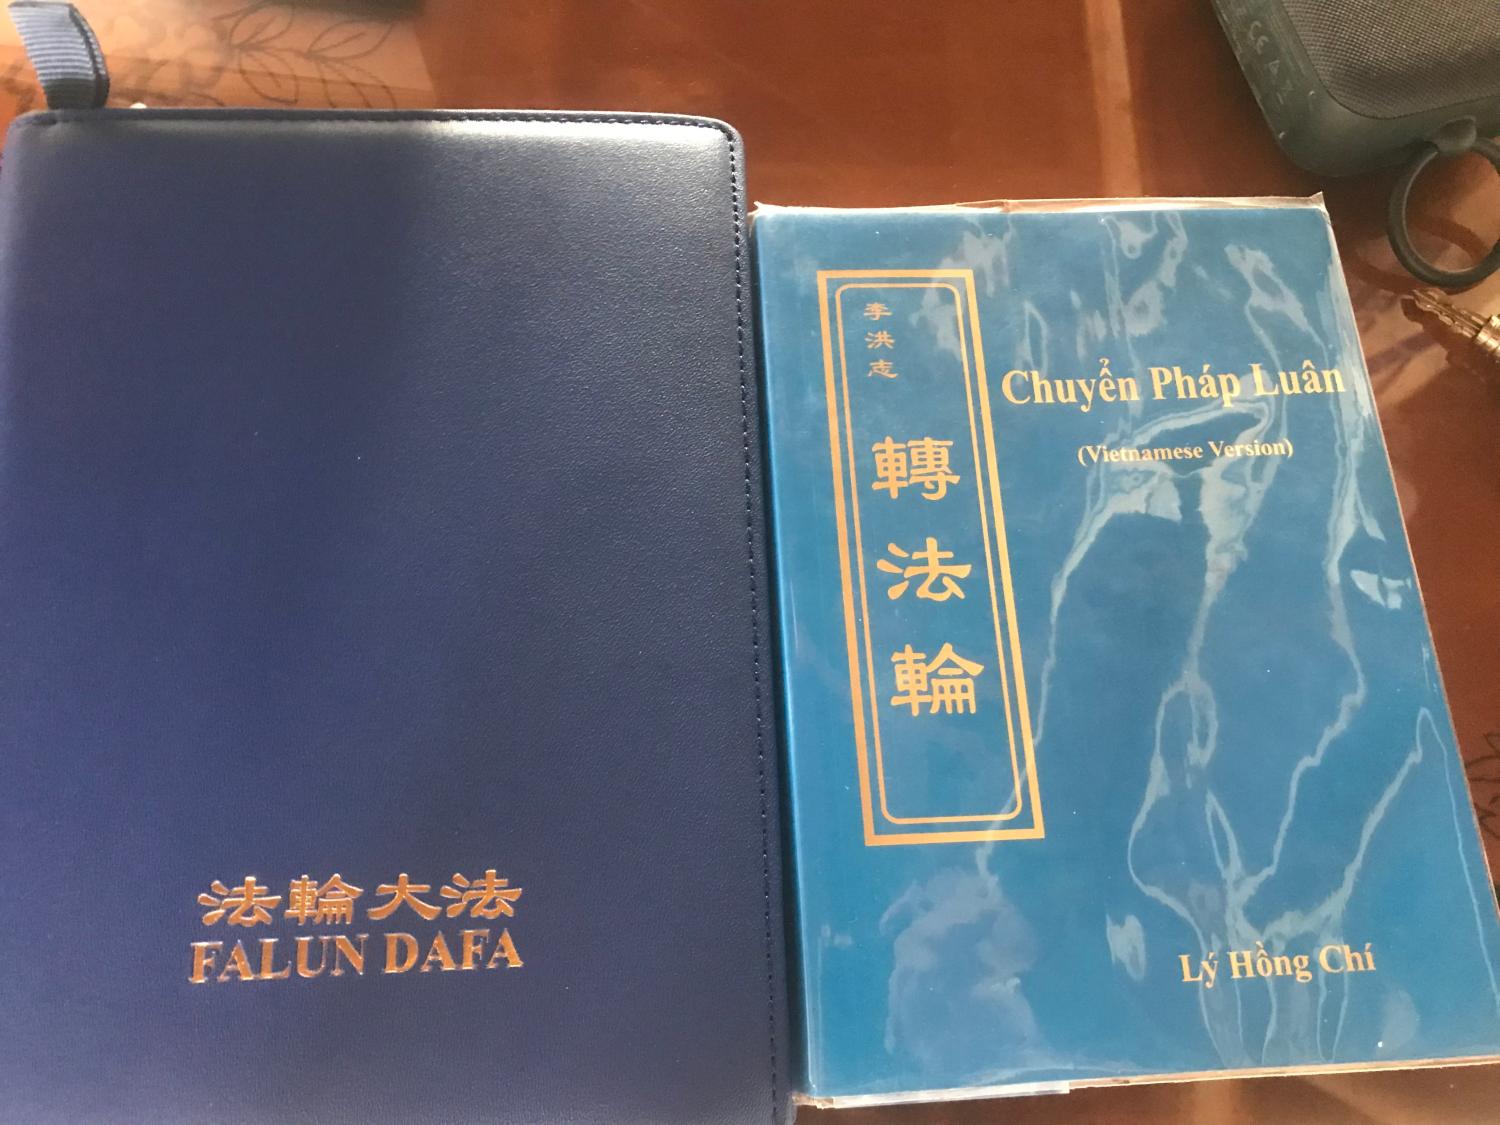 法輪大法
FALUN DAFA
李洪志
轉法輪
Chuyển Pháp Luân
(Vietnamese Version)
Lý Hồng Chí